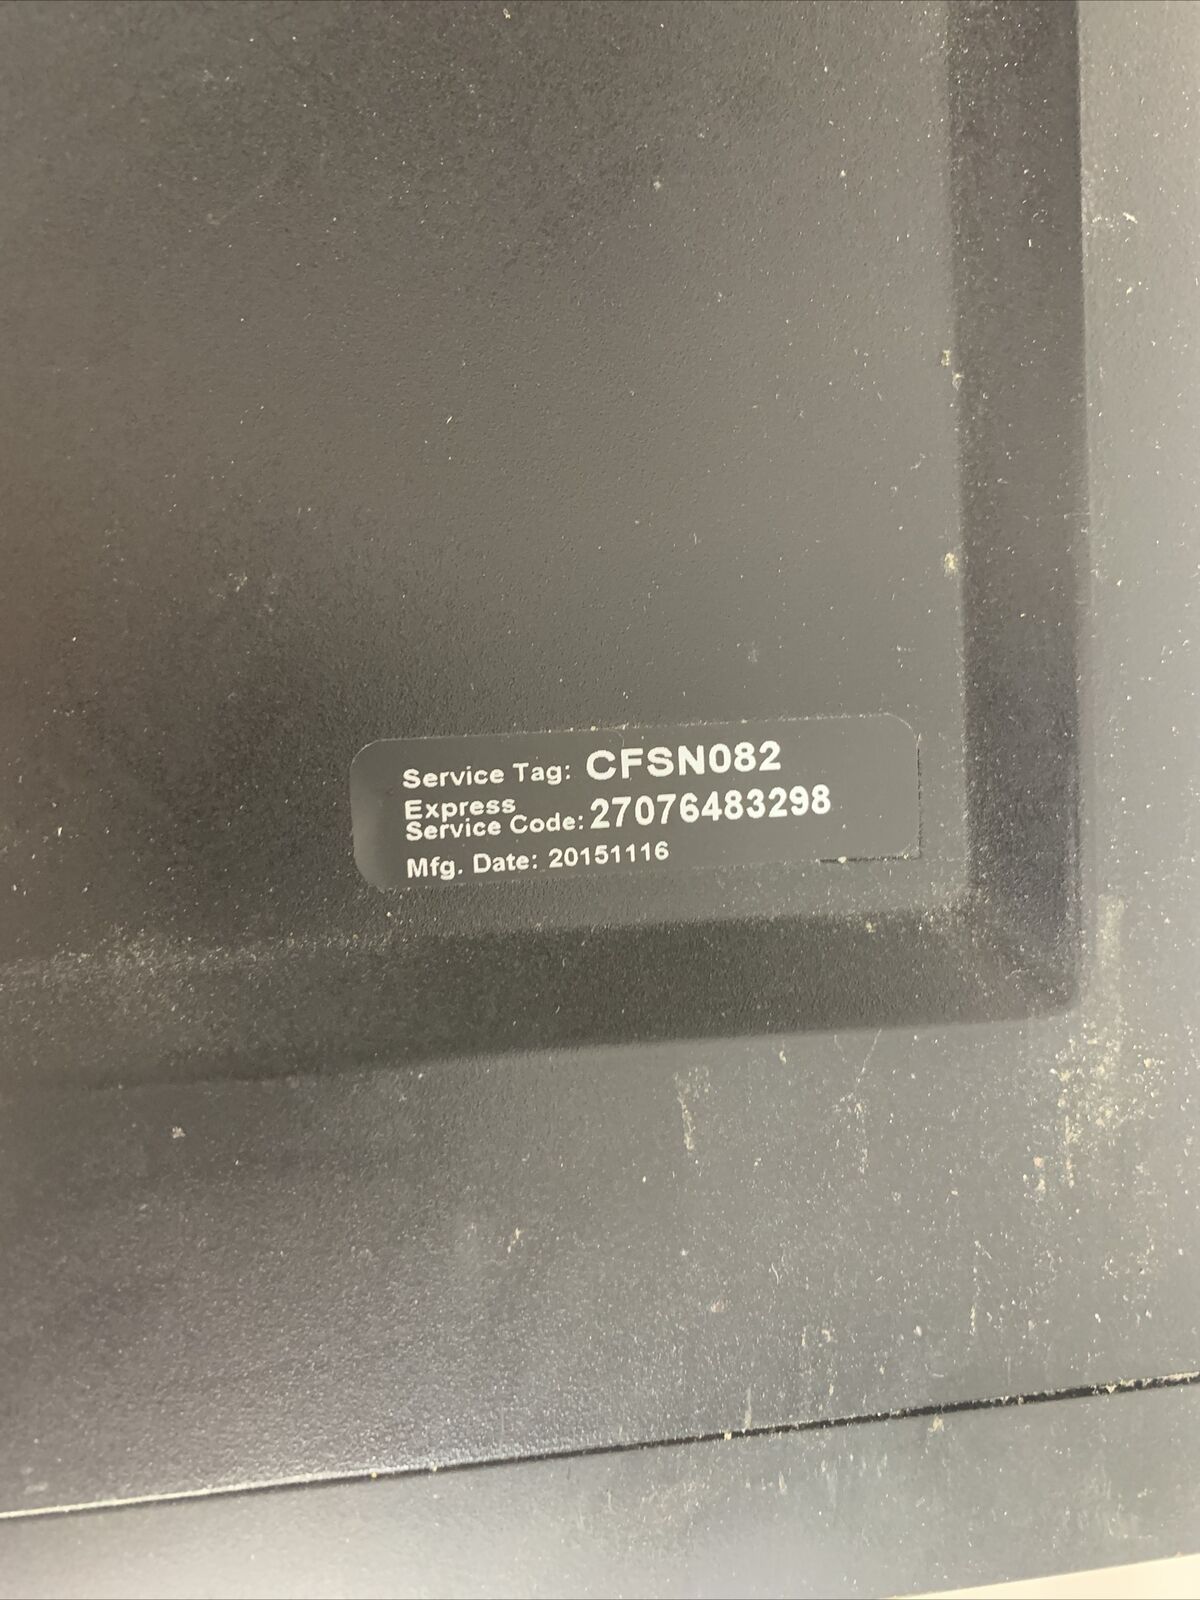 Service Tag: CFSN082
Express
Service Code: 27076483298
Mfg. Date: 20151116